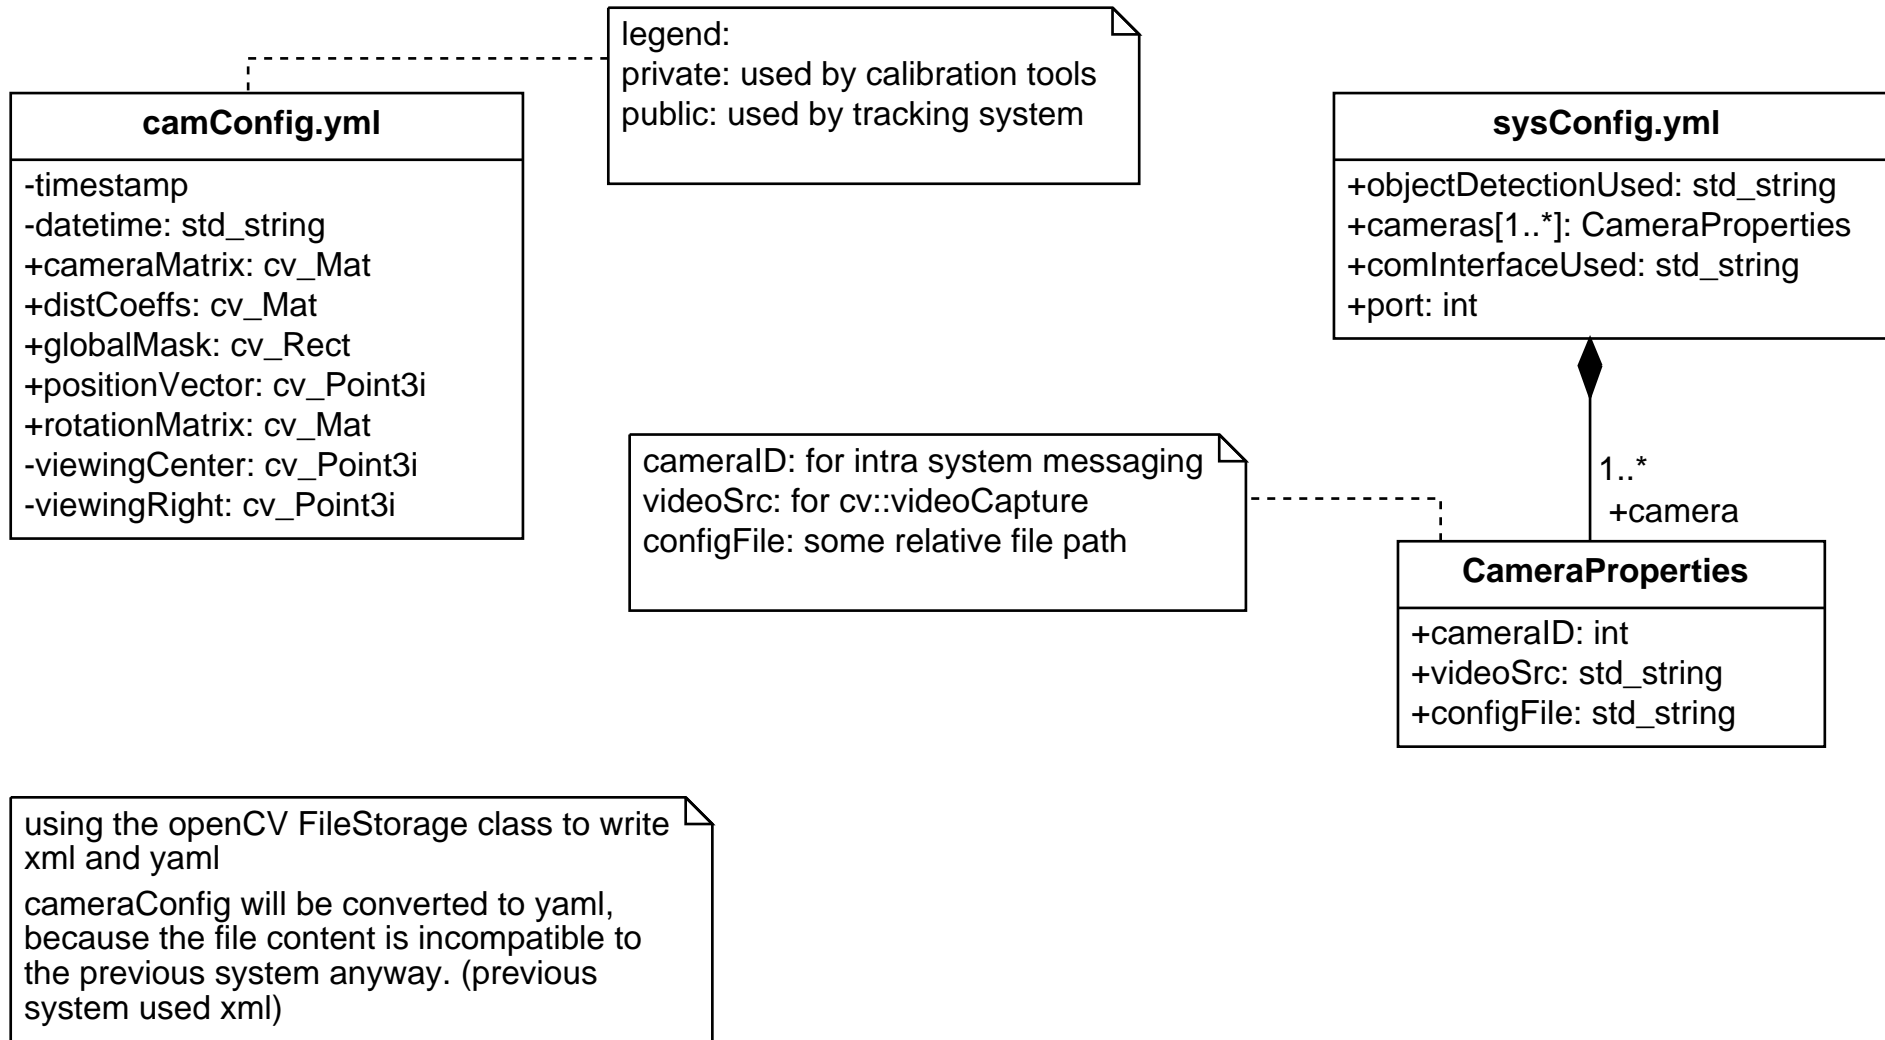 legend:
private: used by calibration tools
public: used by tracking system
camConfig.yml
-timestamp
-datetime: std_string
+cameraMatrix: cv_Mat
+distCoeffs: cv_Mat
+globalMask: cv_Rect
+positionVector: cv_Point3i
+rotationMatrix: cv_Mat
-viewingCenter: cv_Point3i
-viewingRight: cv_Point3i
sysConfig.yml
+objectDetectionUsed: std_string
+cameras[1..*]: CameraProperties
+comInterfaceUsed: std_string
+port: int
1..*
+camera
cameraID: for intra system messaging
videoSrc: for cv::videoCapture
configFile: some relative file path
CameraProperties
+cameraID: int
+videoSrc: std_string
+configFile: std_string
using the openCV FileStorage class to write
xml and yaml
cameraConfig will be converted to yaml,
because the file content is incompatible to
the previous system anyway. (previous
system used xml)